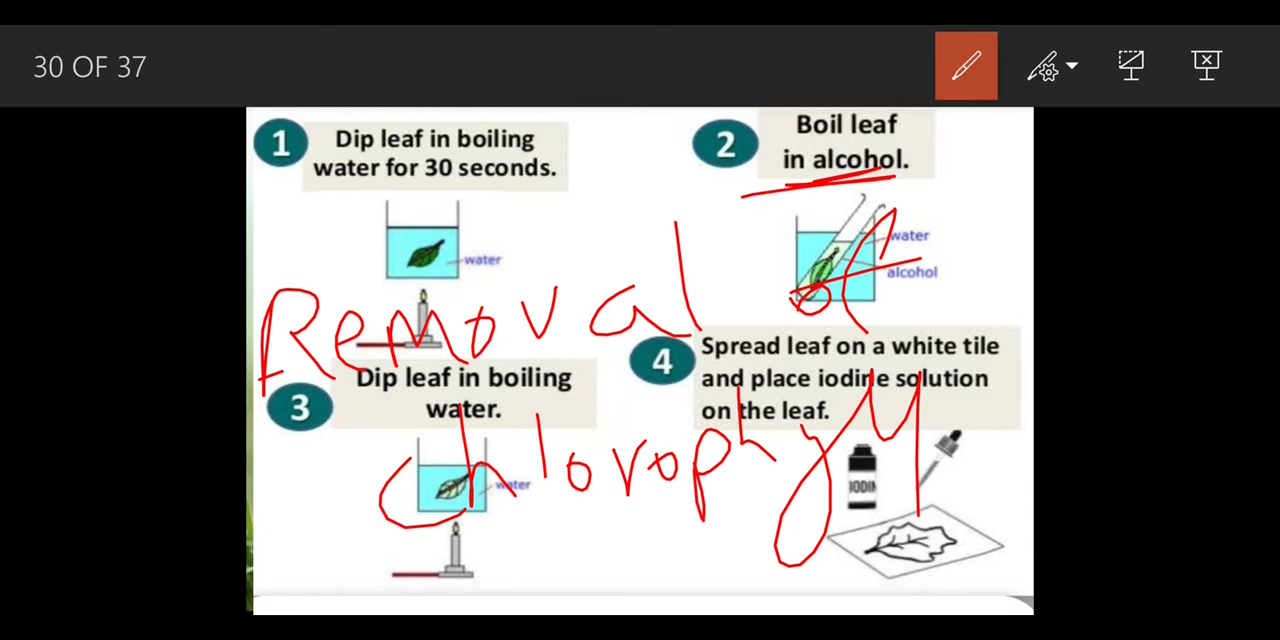 30 OF 37
1 Dip leaf in boiling
water for 30 seconds.
water
2 Boil leaf
in alcohol.
water
alcohol
Removal of
3 Dip leaf in boiling
water.
water
4 Spread leaf on a white tile
and place iodine solution
on the leaf.
IODIN
chlorophyll